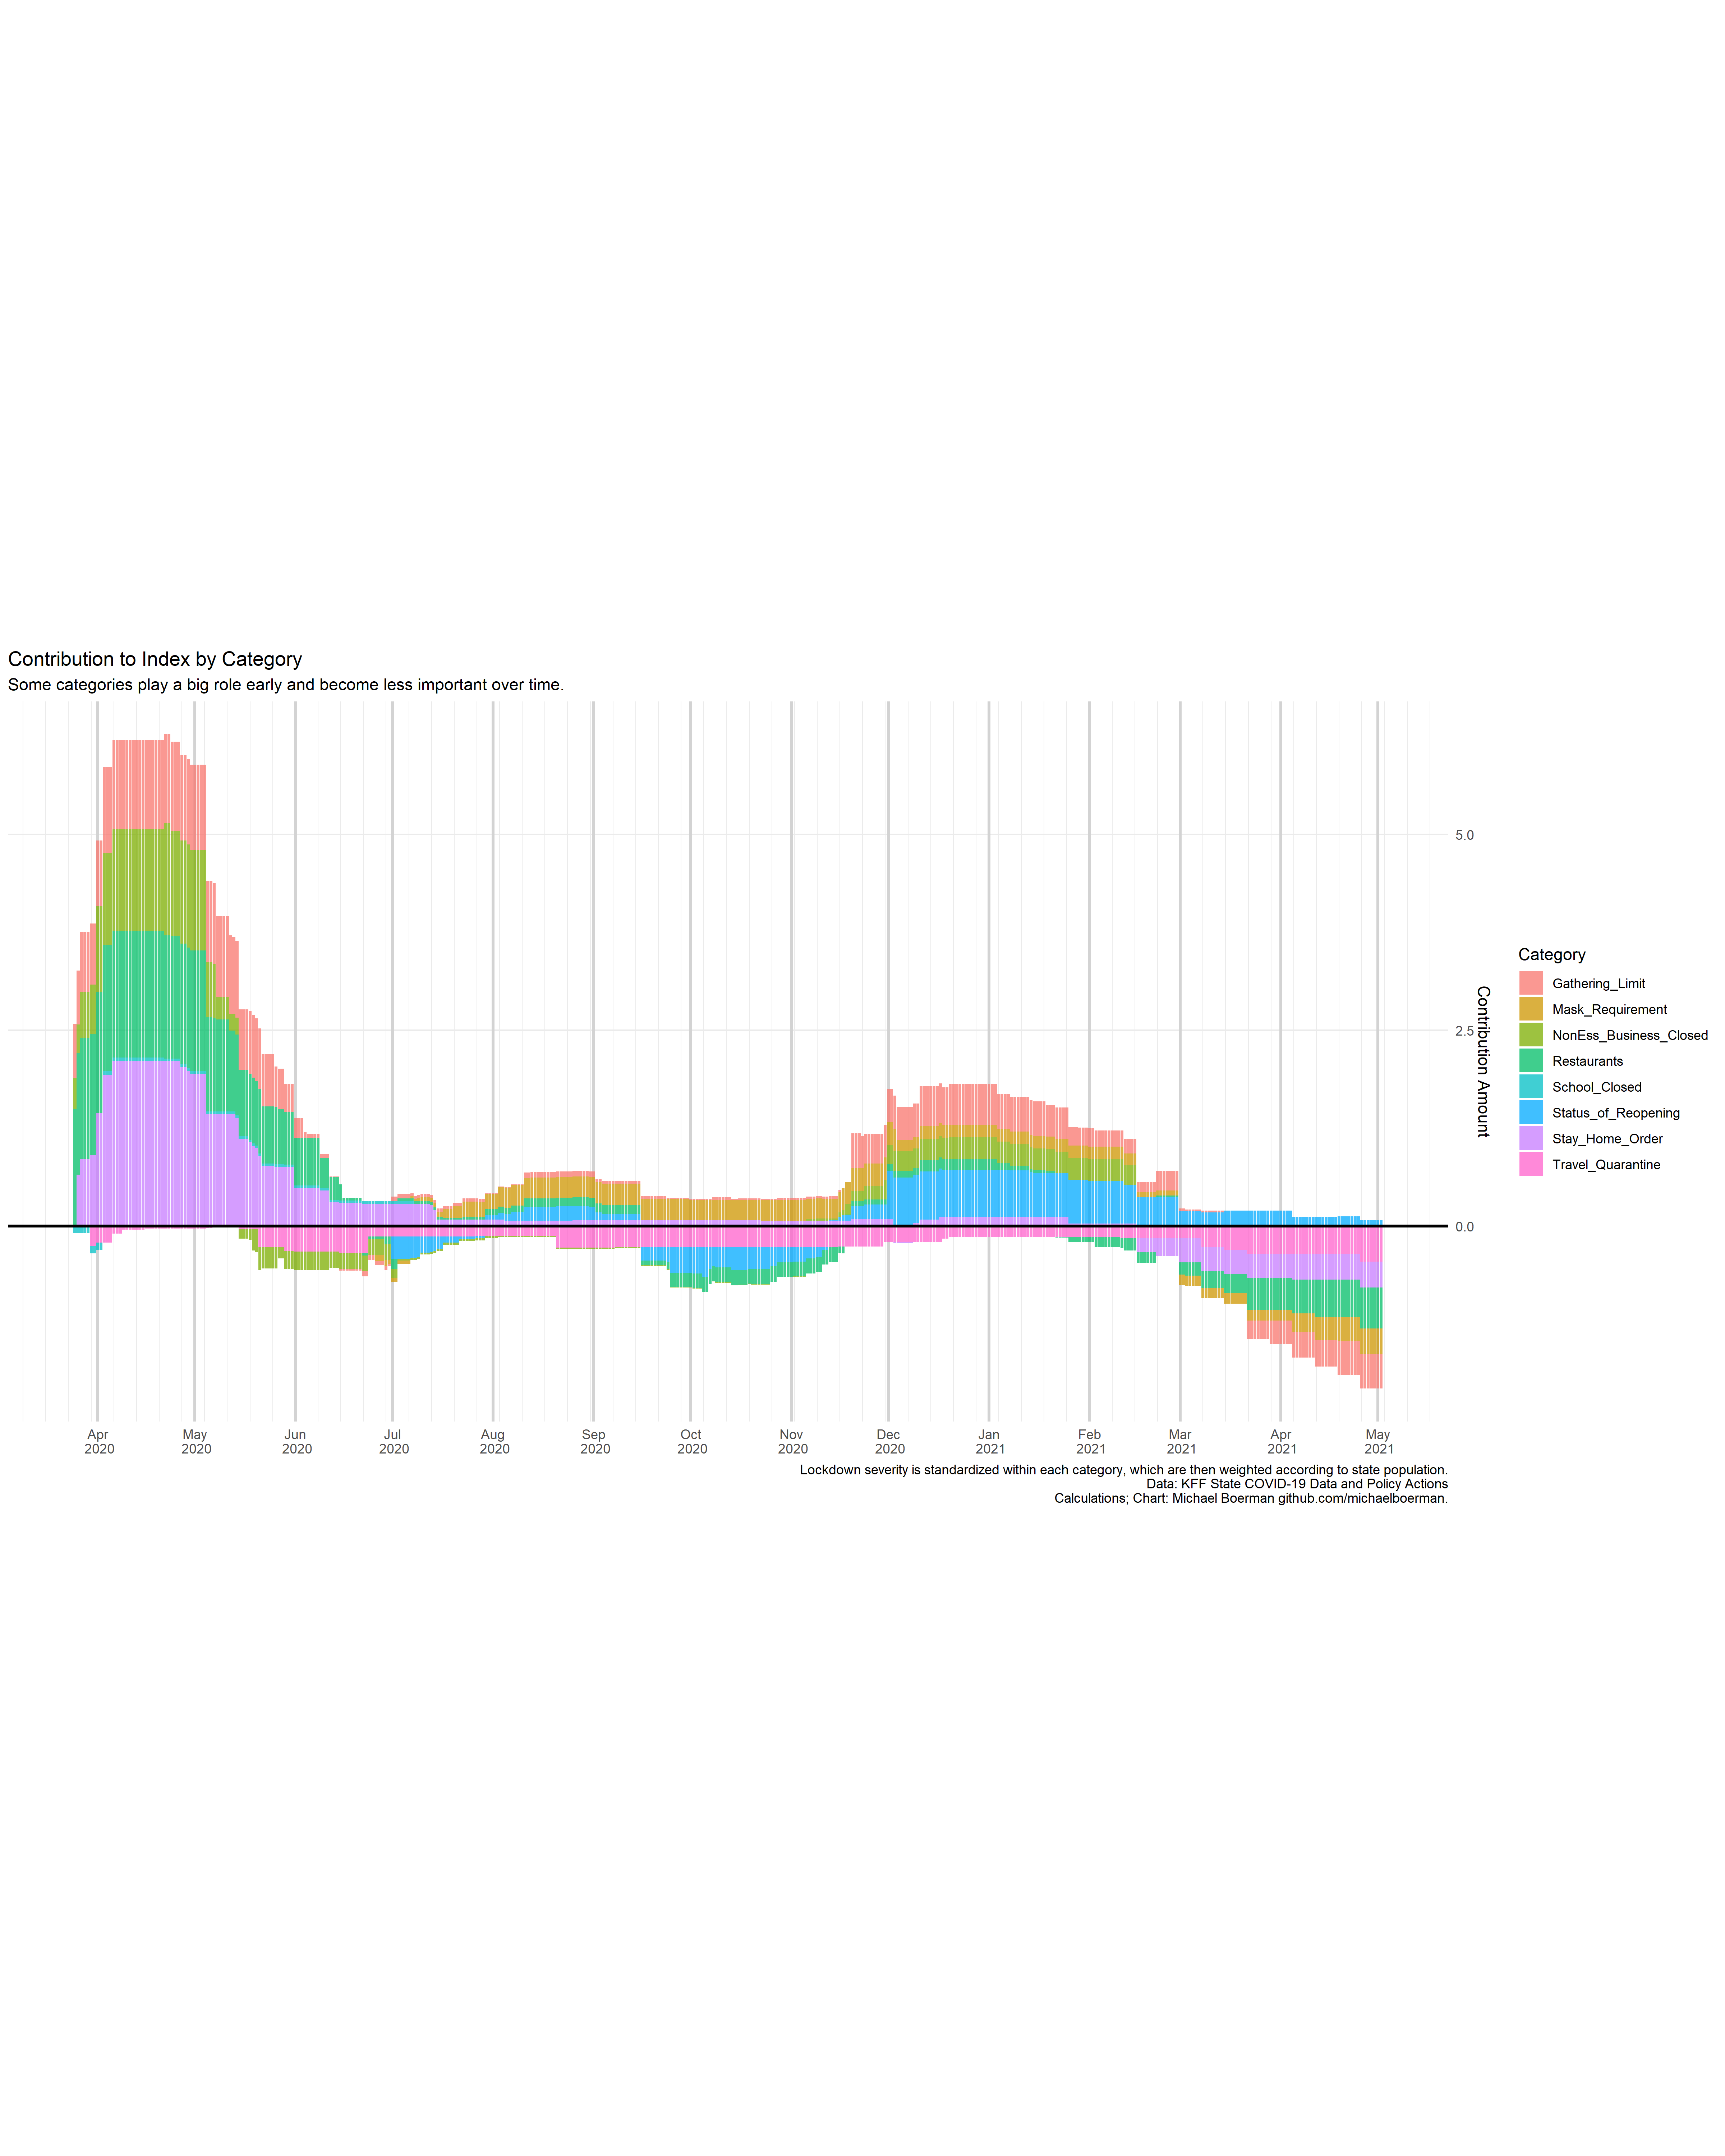 Contribution to Index by Category
Some categories play a big role early and become less important over time.
5.0
2.5
0.0
Contribution Amount
Category
Gathering_Limit
Mask_Requirement
NonEss_Business_Closed
Restaurants
School_Closed
Status_of_Reopening
Stay_Home_Order
Travel_Quarantine
Apr 2020
May 2020
Jun 2020
Jul 2020
Aug 2020
Sep 2020
Oct 2020
Nov 2020
Dec 2020
Jan 2021
Feb 2021
Mar 2021
Apr 2021
May 2021
Lockdown severity is standardized within each category, which are then weighted according to state population.
Data: KFF State COVID-19 Data and Policy Actions
Calculations; Chart: Michael Boerman github.com/michaelboerman.